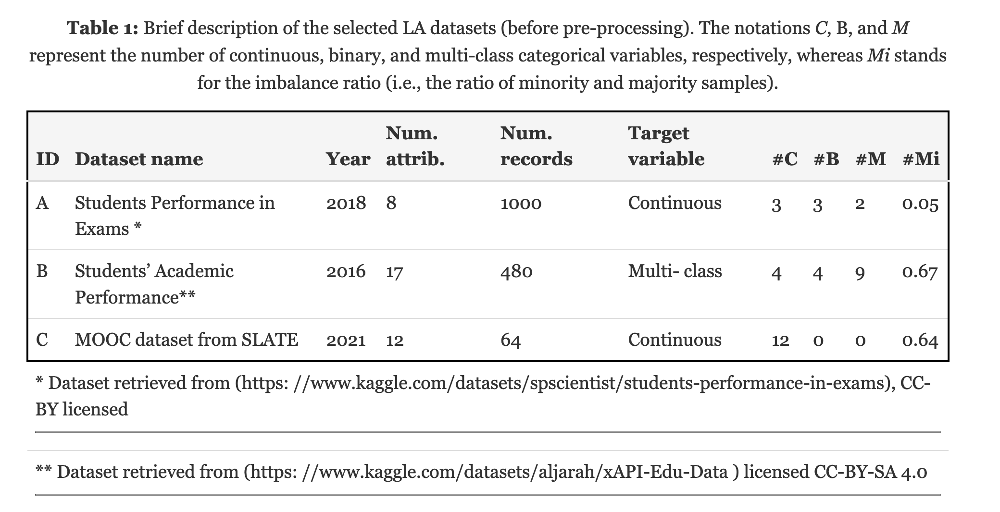 Table 1: Brief description of the selected LA datasets (before pre-processing). The notations C, B, and M
represent the number of continuous, binary, and multi-class categorical variables, respectively, whereas Mi stands
for the imbalance ratio (i.e., the ratio of minority and majority samples).
ID Dataset name Year Num. attrib. Num. records Target variable #C #B #M #Mi
A Students Performance in Exams * 2018 8 1000 Continuous 3 3 2 0.05
B Students’ Academic Performance** 2016 17 480 Multi- class 4 4 9 0.67
C MOOC dataset from SLATE 2021 12 64 Continuous 12 0 0 0.64
* Dataset retrieved from (https: //www.kaggle.com/datasets/spscientist/students-performance-in-exams), CC-
BY licensed
** Dataset retrieved from (https: //www.kaggle.com/datasets/aljarah/xAPI-Edu-Data ) licensed CC-BY-SA 4.0